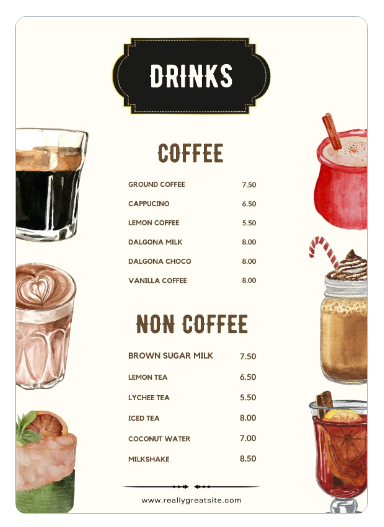 DRINKS
COFFEE
GROUND COFFEE 7.50
CAPPUCINO 6.50
LEMON COFFEE 5.50
DALGONA MILK 8.00
DALGONA CHOCO 8.00
VANILLA COFFEE 8.00
NON COFFEE
BROWN SUGAR MILK 7.50
LEMON TEA 6.50
LYCHEE TEA 5.50
ICED TEA 8.00
COCONUT WATER 7.00
MILKSHAKE 8.50
www.reallygreatsite.com